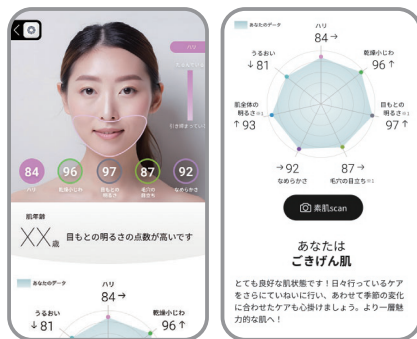 ハリ
引き締まってい
84
96
97
87
92
ハリ
乾燥小じわ
目もとの
明るさ
毛穴の
目立ち
なめらかさ
肌年齢
XX歳
目もとの明るさの点数が高いです
あなたのデータ
ハリ
84→
うるおい
↓81
乾燥小じわ
96↑
あなたのデータ
ハリ
84→
うるおい
↓81
乾燥小じわ
96↑
肌全体の
明るさ※1
↑93
目もとの
明るさ※1
97↑
→92
なめらかさ
87→
毛穴の目立ち※1
素肌scan
あなたは
ごきげん肌
とても良好な肌状態です！日々行っているケア
をさらにていねいに行い、あわせて季節の変化
に合わせたケアも心掛けましょう。より一層魅
力的な肌へ！